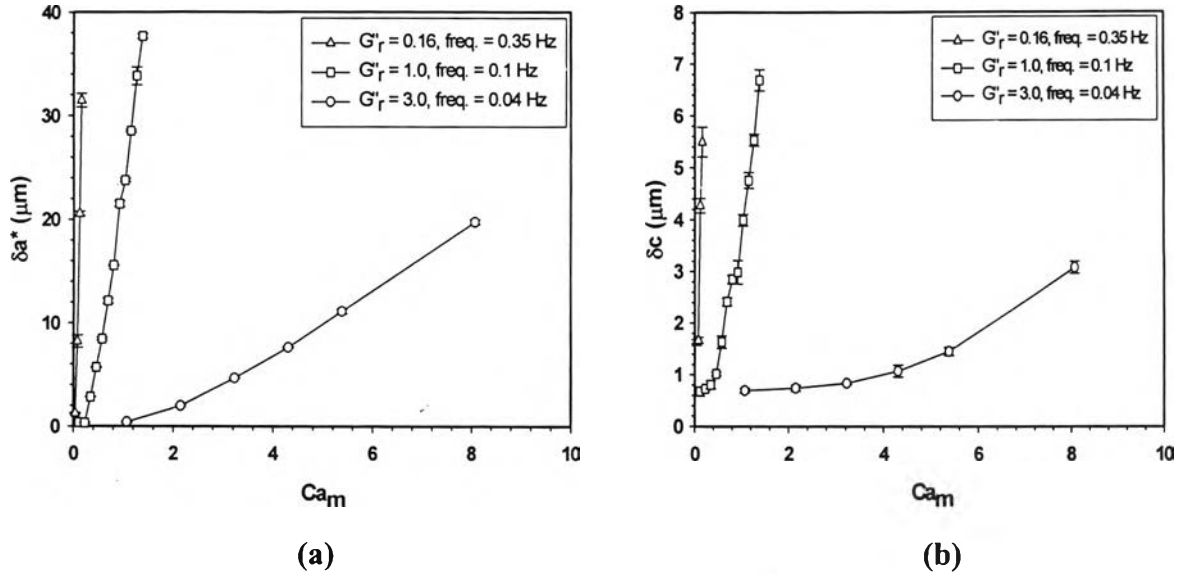 40
30
20
10
0
δa* (μm)
G"r = 0.16, freq. = 0.35 Hz
G"r = 1.0, freq. = 0.1 Hz
G"r = 3.0, freq. = 0.04 Hz
0 2 4 6 8 10
Cam
(a)
8
7
6
5
4
3
2
1
0
δc (μm)
G"r = 0.16, freq. = 0.35 Hz
G"r = 1.0, freq. = 0.1 Hz
G"r = 3.0, freq. = 0.04 Hz
0 2 4 6 8 10
Cam
(b)